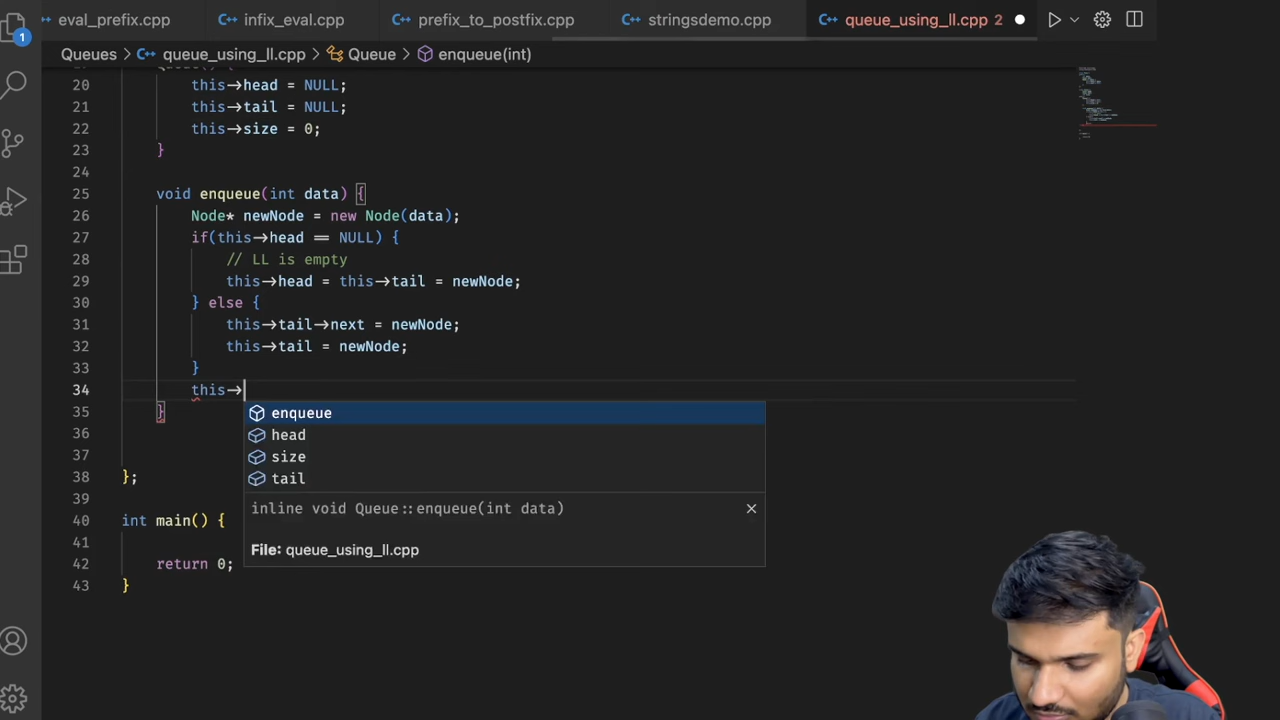 eval_prefix.cpp infix_eval.cpp prefix_to_postfix.cpp stringsdemo.cpp queue_using_ll.cpp 2
Queues > queue_using_ll.cpp > Queue > enqueue(int)
1
20 this->head = NULL;
21 this->tail = NULL;
22 this->size = 0;
23 }
24
25 void enqueue(int data) {
26 Node* newNode = new Node(data);
27 if(this->head == NULL) {
28 // LL is empty
29 this->head = this->tail = newNode;
30 } else {
31 this->tail->next = newNode;
32 this->tail = newNode;
33 }
34 this->
enqueue
35 }
head
36
size
37
tail
38 };
39
inline void Queue::enqueue(int data)
40 int main() {
41
File: queue_using_ll.cpp
42 return 0;
43 }